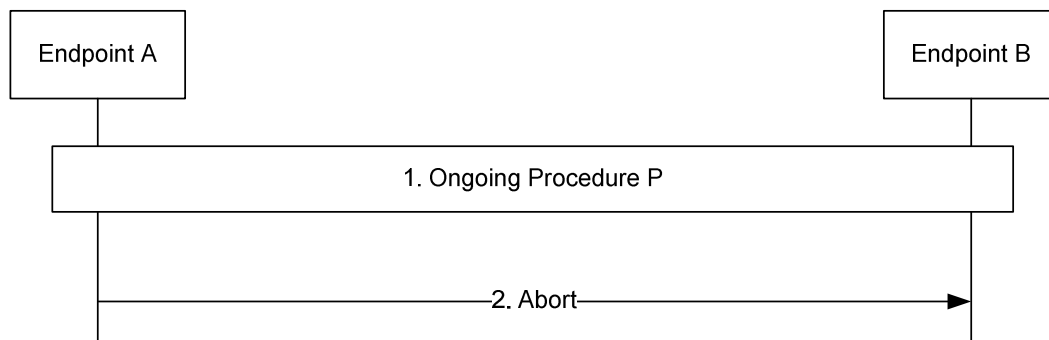 Endpoint A
Endpoint B
1. Ongoing Procedure P
2. Abort